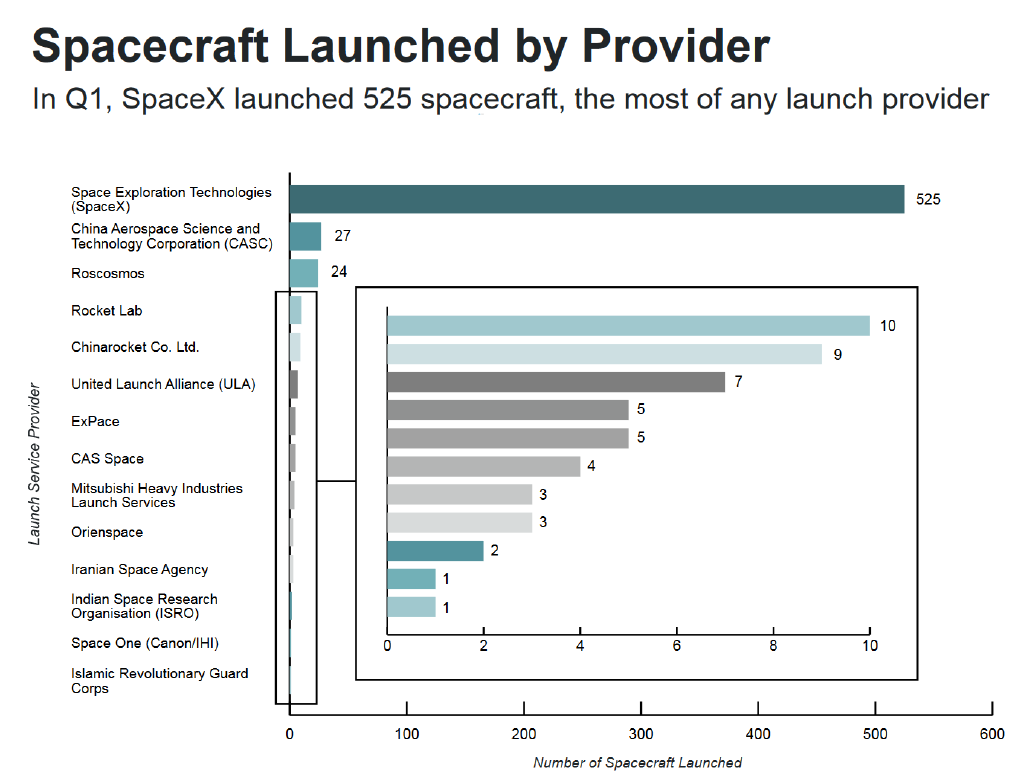 Spacecraft Launched by Provider
In Q1, SpaceX launched 525 spacecraft, the most of any launch provider
Launch Service Provider
Space Exploration Technologies
(SpaceX)
525
China Aerospace Science and
Technology Corporation (CASC)
27
Roscosmos
24
Rocket Lab
Chinarocket Co. Ltd.
United Launch Alliance (ULA)
ExPace
CAS Space
Mitsubishi Heavy Industries
Launch Services
Orienspace
Iranian Space Agency
Indian Space Research
Organisation (ISRO)
Space One (Canon/IHI)
Islamic Revolutionary Guard
Corps
10
9
7
5
5
4
3
3
2
1
1
0 2 4 6 8 10
0 100 200 300 400 500 600
Number of Spacecraft Launched